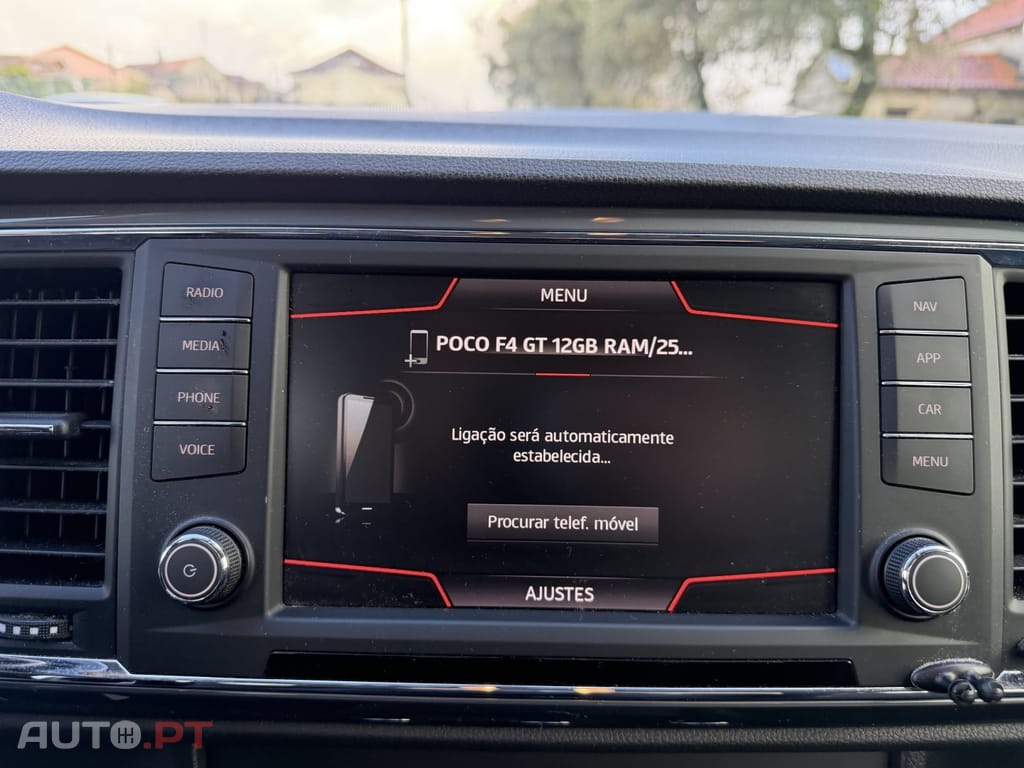 RADIO
MEDIA
PHONE
VOICE
MENU
POCO F4 GT 12GB RAM/25...
Ligação será automaticamente
estabelecida...
Procurar telef. móvel
AJUSTES
NAV
APP
CAR
MENU
AUTO.PT